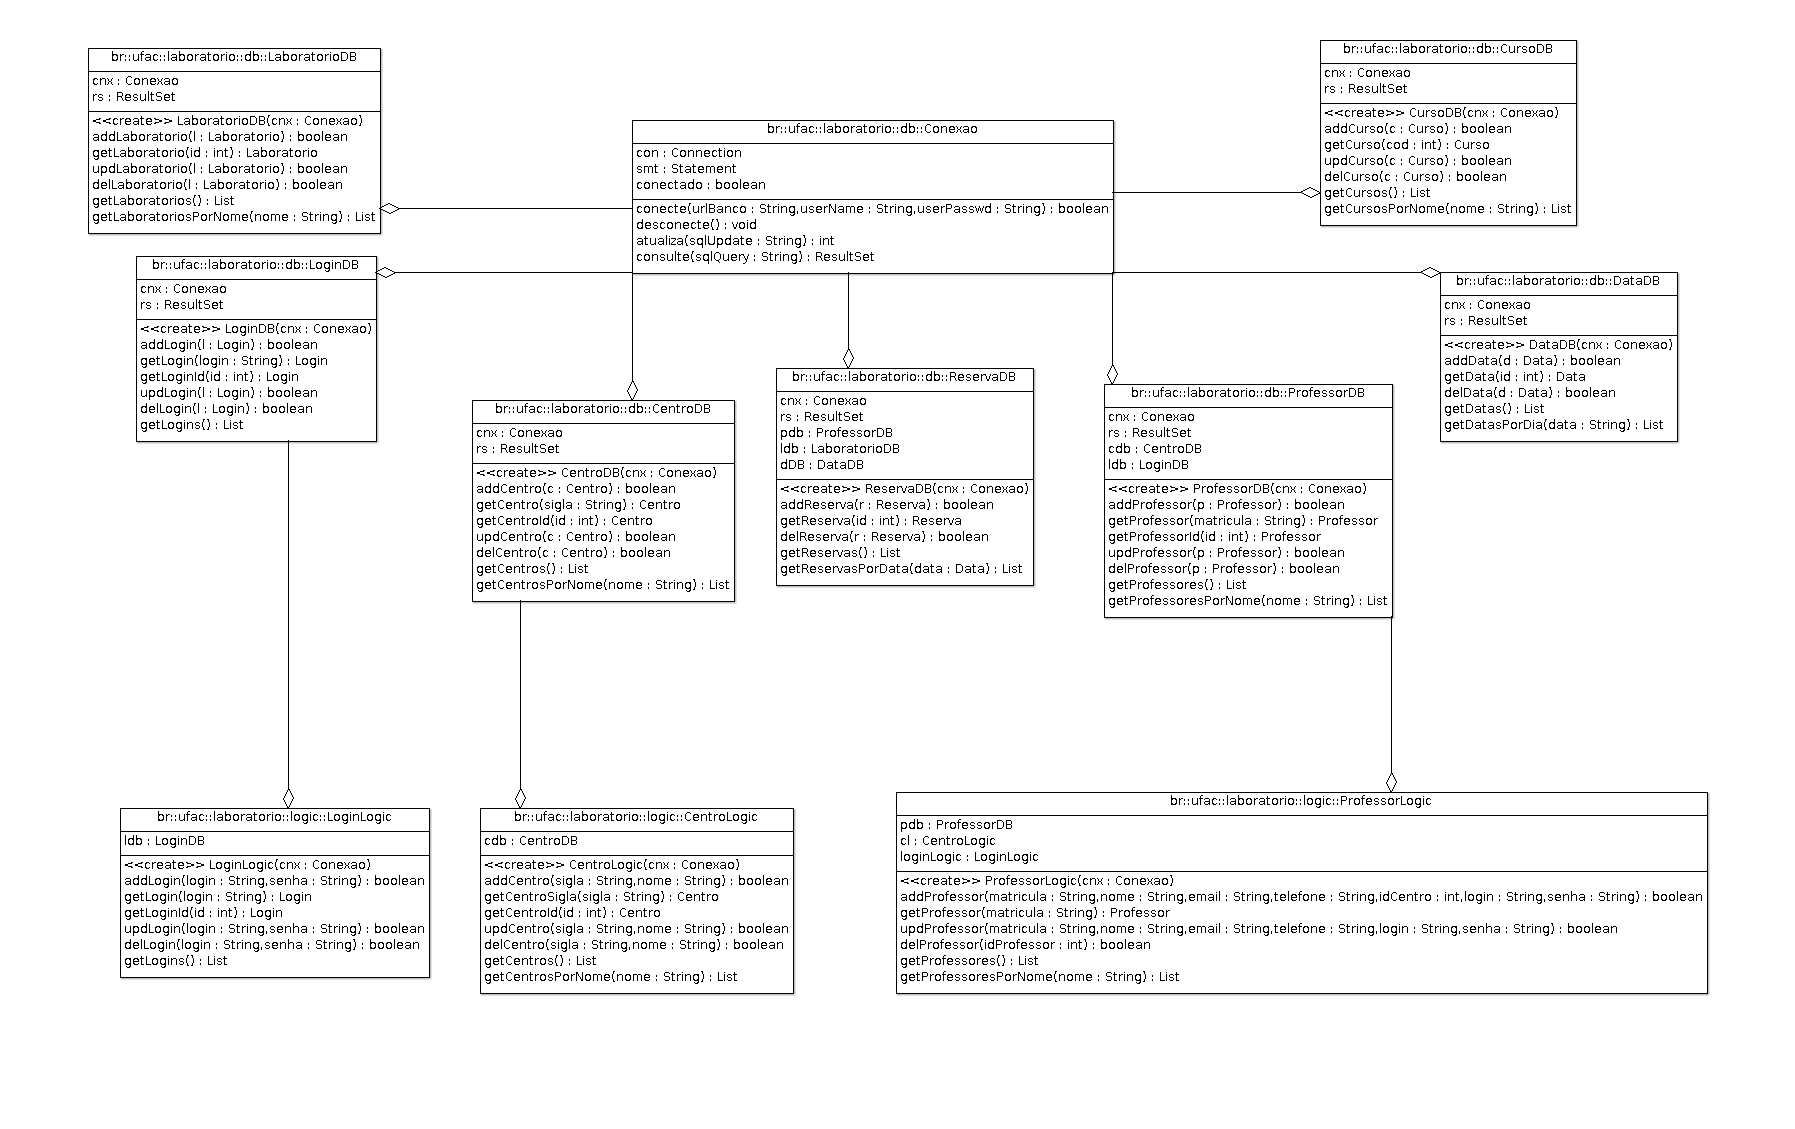 br::ufac::laboratorio::db::LaboratorioDB
cnx : Conexao
rs : ResultSet
<<create>> LaboratorioDB(cnx : Conexao)
addLaboratorio(l : Laboratorio) : boolean
getLaboratorio(id : int) : Laboratorio
updLaboratorio(l : Laboratorio) : boolean
delLaboratorio(l : Laboratorio) : boolean
getLaboratorios() : List
getLaboratoriosPorNome(nome : String) : List
br::ufac::laboratorio::db::Conexao
con : Connection
smt : Statement
conectado : boolean
conecte(urlBanco : String,userName : String,userPasswd : String) : boolean
desconecte() : void
atualiza(sqlUpdate : String) : int
consulte(sqlQuery : String) : ResultSet
br::ufac::laboratorio::db::CursoDB
cnx : Conexao
rs : ResultSet
<<create>> CursoDB(cnx : Conexao)
addCurso(c : Curso) : boolean
getCurso(cod : int) : Curso
updCurso(c : Curso) : boolean
delCurso(c : Curso) : boolean
getCursos() : List
getCursosPorNome(nome : String) : List
br::ufac::laboratorio::db::LoginDB
cnx : Conexao
rs : ResultSet
<<create>> LoginDB(cnx : Conexao)
addLogin(l : Login) : boolean
getLogin(login : String) : Login
getLoginId(id : int) : Login
updLogin(l : Login) : boolean
delLogin(l : Login) : boolean
getLogins() : List
br::ufac::laboratorio::db::CentroDB
cnx : Conexao
rs : ResultSet
<<create>> CentroDB(cnx : Conexao)
addCentro(c : Centro) : boolean
getCentro(sigla : String) : Centro
getCentroId(id : int) : Centro
updCentro(c : Centro) : boolean
delCentro(c : Centro) : boolean
getCentros() : List
getCentrosPorNome(nome : String) : List
br::ufac::laboratorio::db::ReservaDB
cnx : Conexao
rs : ResultSet
pdb : ProfessorDB
ldb : LaboratorioDB
dDB : DataDB
<<create>> ReservaDB(cnx : Conexao)
addReserva(r : Reserva) : boolean
getReserva(id : int) : Reserva
delReserva(r : Reserva) : boolean
getReservas() : List
getReservasPorData(data : Data) : List
br::ufac::laboratorio::db::ProfessorDB
cnx : Conexao
rs : ResultSet
cdb : CentroDB
ldb : LoginDB
<<create>> ProfessorDB(cnx : Conexao)
addProfessor(p : Professor) : boolean
getProfessor(matricula : String) : Professor
getProfessorId(id : int) : Professor
updProfessor(p : Professor) : boolean
delProfessor(p : Professor) : boolean
getProfessores() : List
getProfessoresPorNome(nome : String) : List
br::ufac::laboratorio::db::DataDB
cnx : Conexao
rs : ResultSet
<<create>> DataDB(cnx : Conexao)
addData(d : Data) : boolean
getData(id : int) : Data
delData(d : Data) : boolean
getDatas() : List
getDatasPorDia(data : String) : List
br::ufac::laboratorio::logic::LoginLogic
ldb : LoginDB
<<create>> LoginLogic(cnx : Conexao)
addLogin(login : String,senha : String) : boolean
getLogin(login : String) : Login
getLoginId(id : int) : Login
updLogin(login : String,senha : String) : boolean
delLogin(login : String,senha : String) : boolean
getLogins() : List
br::ufac::laboratorio::logic::CentroLogic
cdb : CentroDB
<<create>> CentroLogic(cnx : Conexao)
addCentro(sigla : String,nome : String) : boolean
getCentroSigla(sigla : String) : Centro
getCentroId(id : int) : Centro
updCentro(sigla : String,nome : String) : boolean
delCentro(sigla : String,nome : String) : boolean
getCentros() : List
getCentrosPorNome(nome : String) : List
br::ufac::laboratorio::logic::ProfessorLogic
pdb : ProfessorDB
cl : CentroLogic
loginLogic : LoginLogic
<<create>> ProfessorLogic(cnx : Conexao)
addProfessor(matricula : String,nome : String,email : String,telefone : String,idCentro : int,login : String,senha : String) : boolean
getProfessor(matricula : String) : Professor
updProfessor(matricula : String,nome : String,email : String,telefone : String,login : String,senha : String) : boolean
delProfessor(idProfessor : int) : boolean
getProfessores() : List
getProfessoresPorNome(nome : String) : List